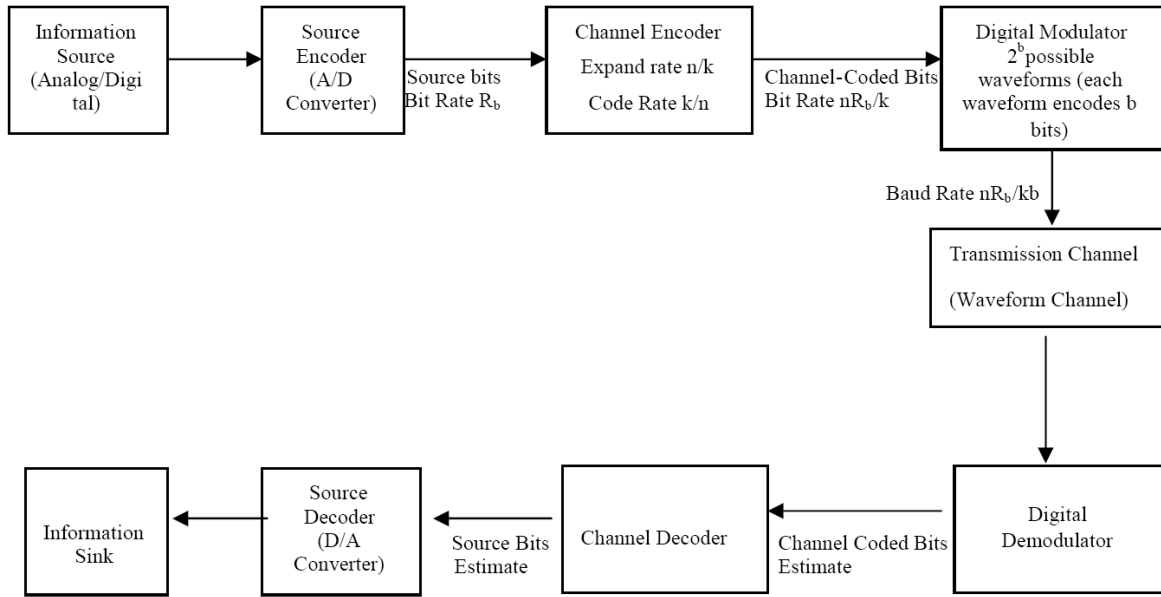 Information
Source
(Analog/Digi
tal)
Source
Encoder
(A/D
Converter)
Source bits
Bit Rate R_b
Channel Encoder
Expand rate n/k
Code Rate k/n
Channel-Coded Bits
Bit Rate nR_b/k
Digital Modulator
2^b possible
waveforms (each
waveform encodes b
bits)
Baud Rate nR_b/kb
Transmission Channel
(Waveform Channel)
Digital
Demodulator
Channel Coded Bits
Estimate
Channel Decoder
Source Bits
Estimate
Source
Decoder
(D/A
Converter)
Information
Sink